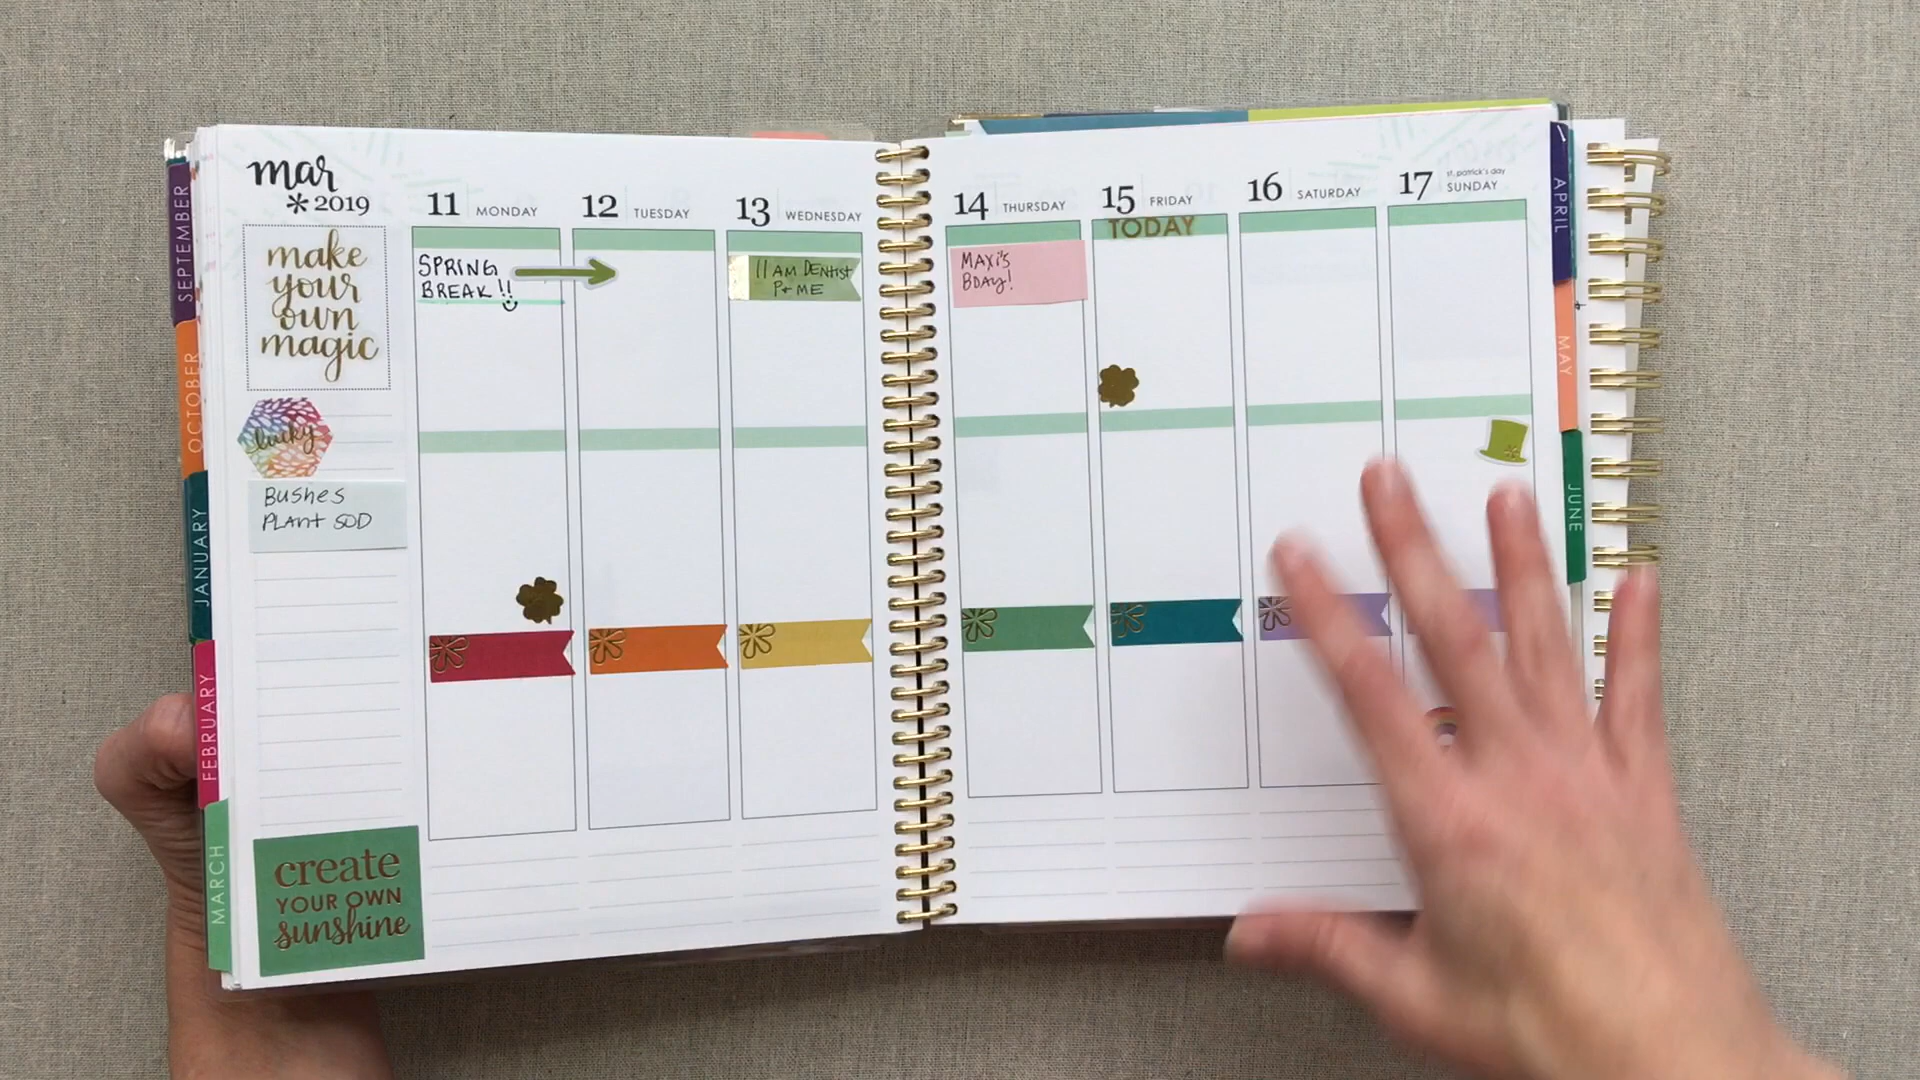 mar
*2019
make
your
own
magic
lucky
Bushes
PLAnt SOD
create
YOUR OWN
sunshine
11 MONDAY
SPRING
BREAK!!
12 TUESDAY
13 WEDNESDAY
11 AM DEntist
P+ME
14 THURSDAY
MAXi'S
BDAy!
15 FRIDAY
TODAY
16 SATURDAY
17 st. patrick's day
SUNDAY
SEPTEMBER
OCTOBER
JANUARY
FEBRUARY
MARCH
APRIL
MAY
JUNE